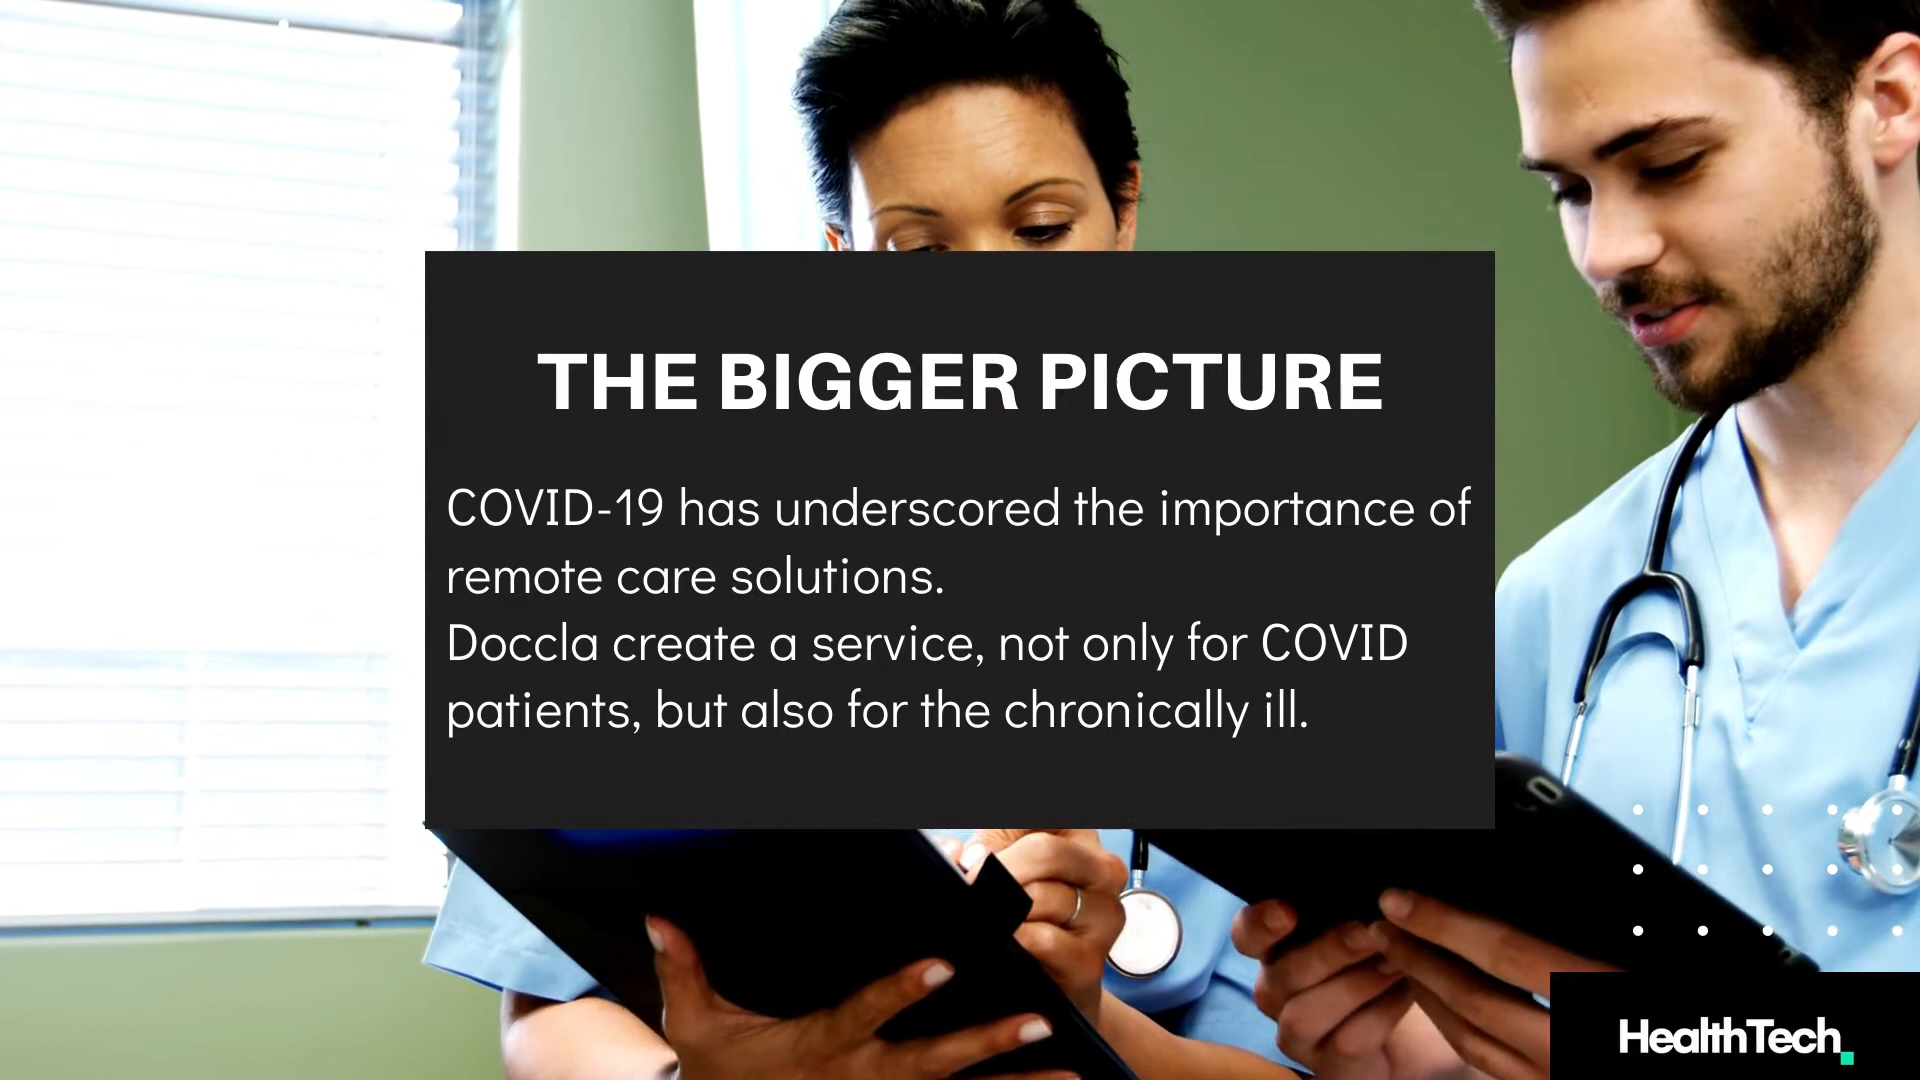 THE BIGGER PICTURE
COVID-19 has underscored the importance of
remote care solutions.
Doccla create a service, not only for COVID
patients, but also for the chronically ill.
HealthTech